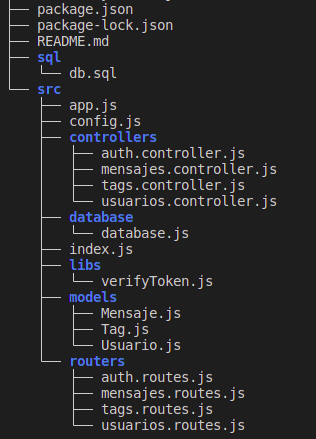 package.json
package-lock.json
README.md
sql
db.sql
src
app.js
config.js
controllers
auth.controller.js
mensajes.controller.js
tags.controller.js
usuarios.controller.js
database
database.js
index.js
libs
verifyToken.js
models
Mensaje.js
Tag.js
Usuario.js
routers
auth.routes.js
mensajes.routes.js
tags.routes.js
usuarios.routes.js